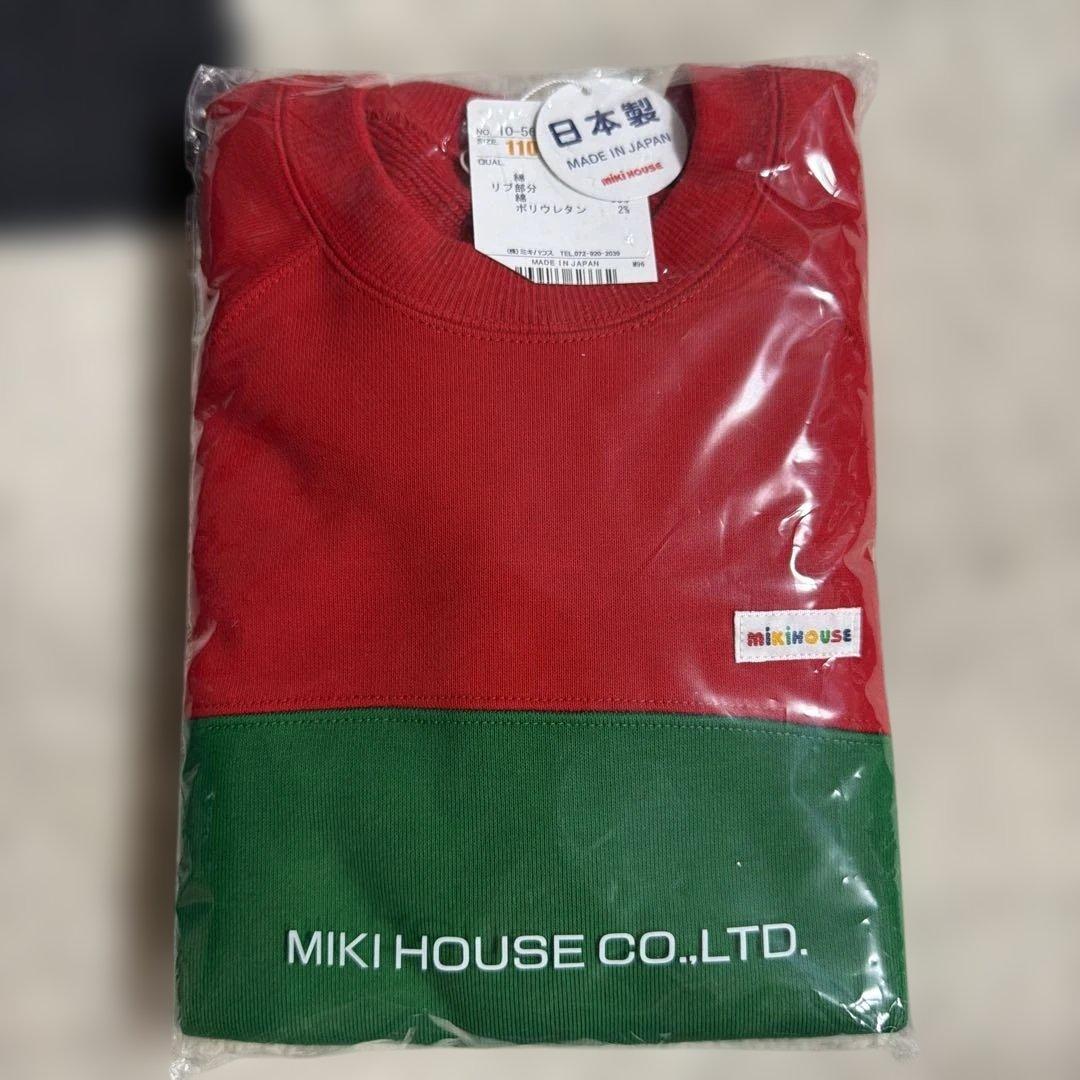 NO. 10-56
SIZE. 110
QUAL.
綿
リブ部分
綿
ポリウレタン 2%
(株)ミキハウス TEL.072-920-2039
MADE IN JAPAN M96
日本製
MADE IN JAPAN
miki HOUSE
mikiHOUSE
MIKI HOUSE CO.,LTD.